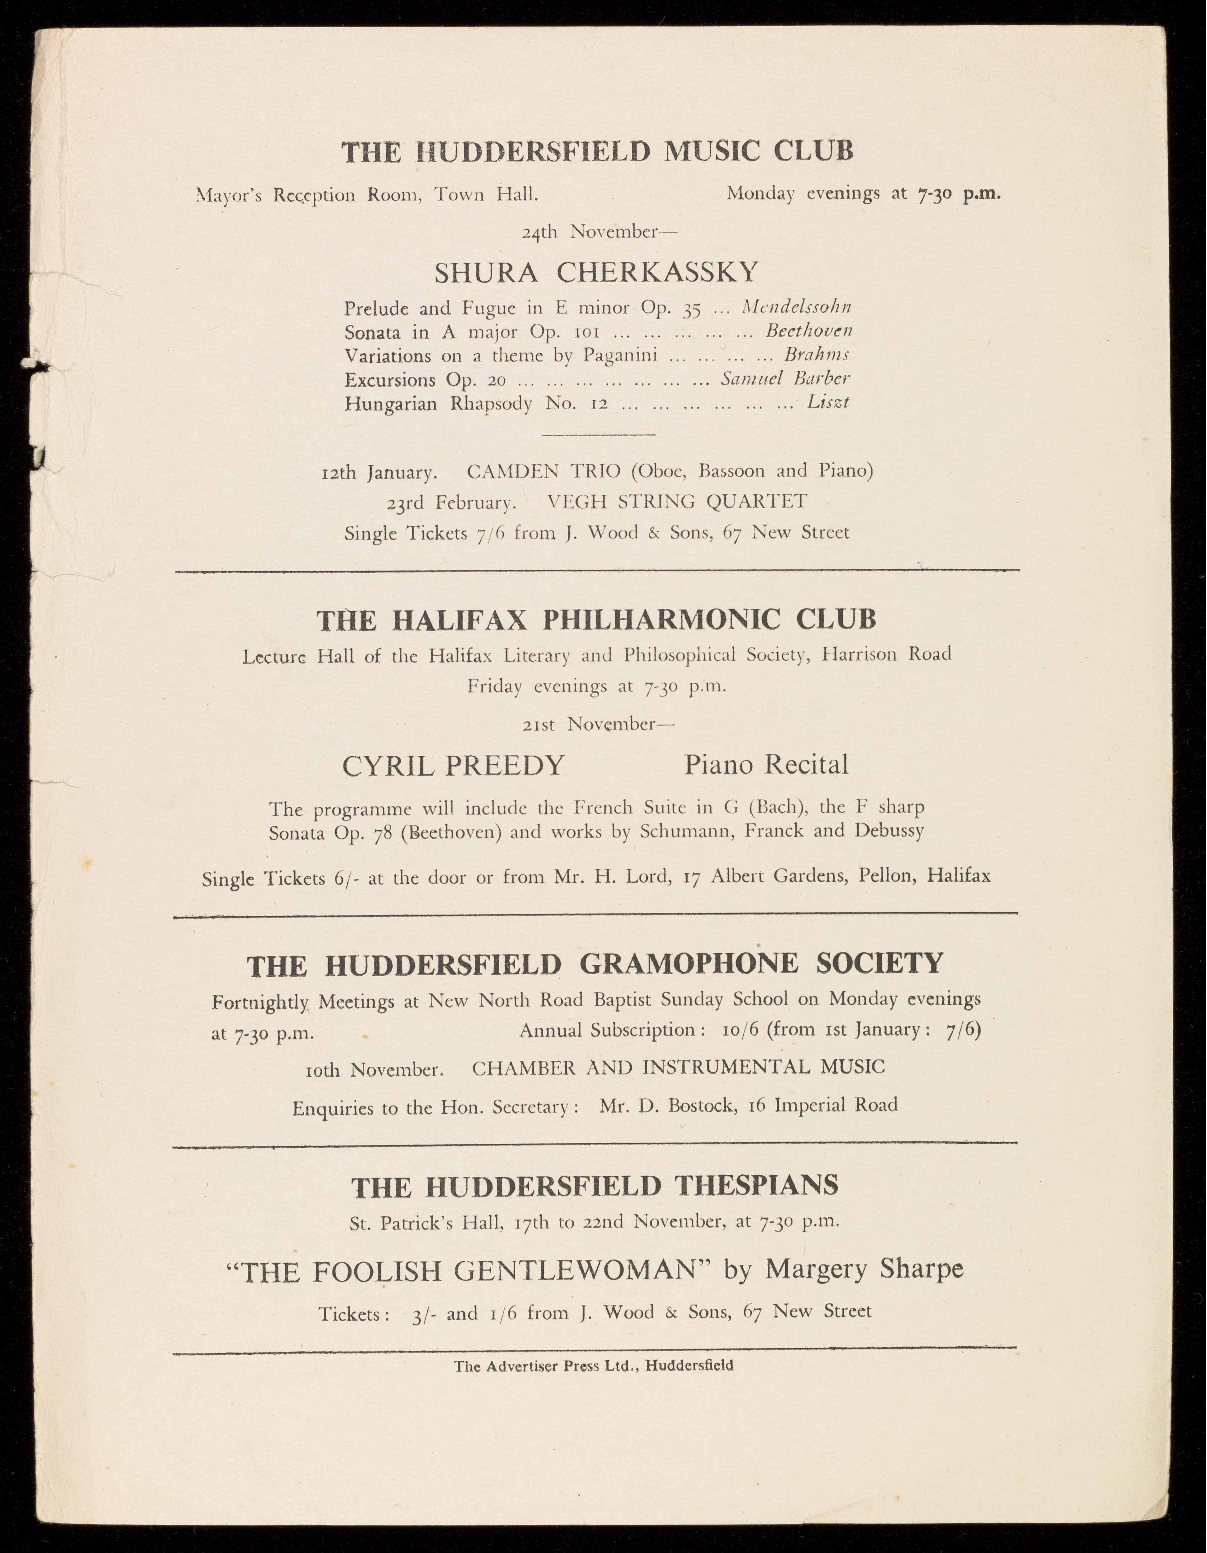 THE HUDDERSFIELD MUSIC CLUB
Mayor's Reception Room, Town Hall. Monday evenings at 7-30 p.m.
24th November—
SHURA CHERKASSKY
Prelude and Fugue in E minor Op. 35 ... Mendelssohn
Sonata in A major Op. 101 ... ... ... ... ... Beethoven
Variations on a theme by Paganini ... ... ... ... Brahms
Excursions Op. 20 ... ... ... ... ... ... ... Samuel Barber
Hungarian Rhapsody No. 12 ... ... ... ... ... ... Liszt
12th January. CAMDEN TRIO (Oboe, Bassoon and Piano)
23rd February. VEGH STRING QUARTET
Single Tickets 7/6 from J. Wood & Sons, 67 New Street
THE HALIFAX PHILHARMONIC CLUB
Lecture Hall of the Halifax Literary and Philosophical Society, Harrison Road
Friday evenings at 7-30 p.m.
21st November—
CYRIL PREEDY Piano Recital
The programme will include the French Suite in G (Bach), the F sharp
Sonata Op. 78 (Beethoven) and works by Schumann, Franck and Debussy
Single Tickets 6/- at the door or from Mr. H. Lord, 17 Albert Gardens, Pellon, Halifax
THE HUDDERSFIELD GRAMOPHONE SOCIETY
Fortnightly Meetings at New North Road Baptist Sunday School on Monday evenings
at 7-30 p.m. Annual Subscription : 10/6 (from 1st January : 7/6)
10th November. CHAMBER AND INSTRUMENTAL MUSIC
Enquiries to the Hon. Secretary : Mr. D. Bostock, 16 Imperial Road
THE HUDDERSFIELD THESPIANS
St. Patrick's Hall, 17th to 22nd November, at 7-30 p.m.
"THE FOOLISH GENTLEWOMAN" by Margery Sharpe
Tickets : 3/- and 1/6 from J. Wood & Sons, 67 New Street
The Advertiser Press Ltd., Huddersfield